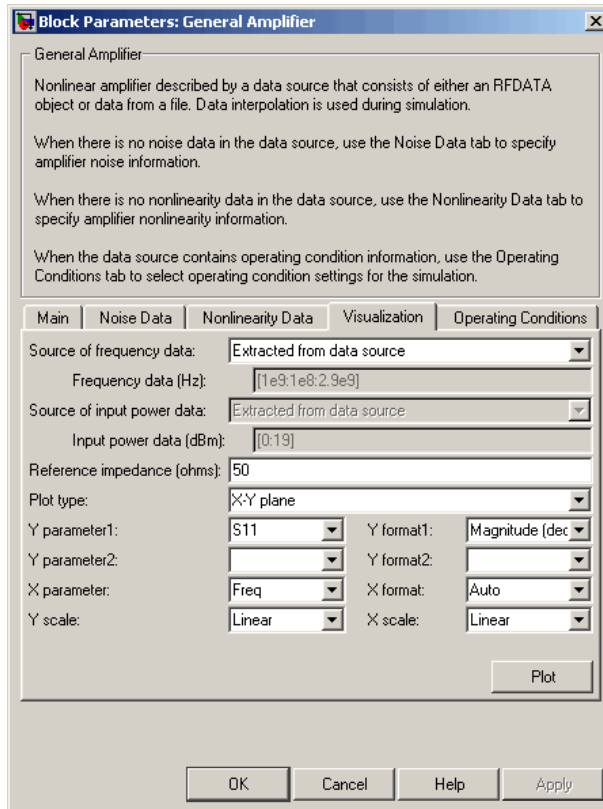 Block Parameters: General Amplifier
General Amplifier
Nonlinear amplifier described by a data source that consists of either an RFDATA
object or data from a file. Data interpolation is used during simulation.
When there is no noise data in the data source, use the Noise Data tab to specify
amplifier noise information.
When there is no nonlinearity data in the data source, use the Nonlinearity Data tab to
specify amplifier nonlinearity information.
When the data source contains operating condition information, use the Operating
Conditions tab to select operating condition settings for the simulation.
Main Noise Data Nonlinearity Data Visualization Operating Conditions
Source of frequency data: Extracted from data source
Frequency data (Hz): [1e9:1e8:2.9e9]
Source of input power data: Extracted from data source
Input power data (dBm): [0:19]
Reference impedance (ohms): 50
Plot type: X-Y plane
Y parameter1: S11 Y format1: Magnitude (dec
Y parameter2: Y format2:
X parameter: Freq X format: Auto
Y scale: Linear X scale: Linear
Plot
OK Cancel Help Apply